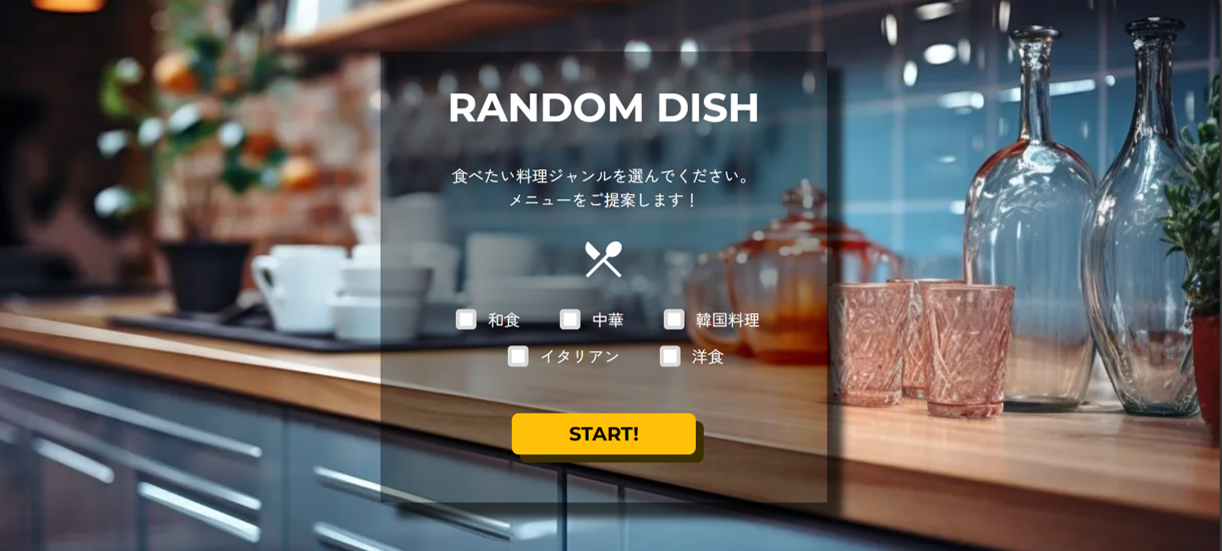 RANDOM DISH
食べたい料理ジャンルを選んでください。
メニューをご提案します！
和食 中華 韓国料理
イタリアン 洋食
START!